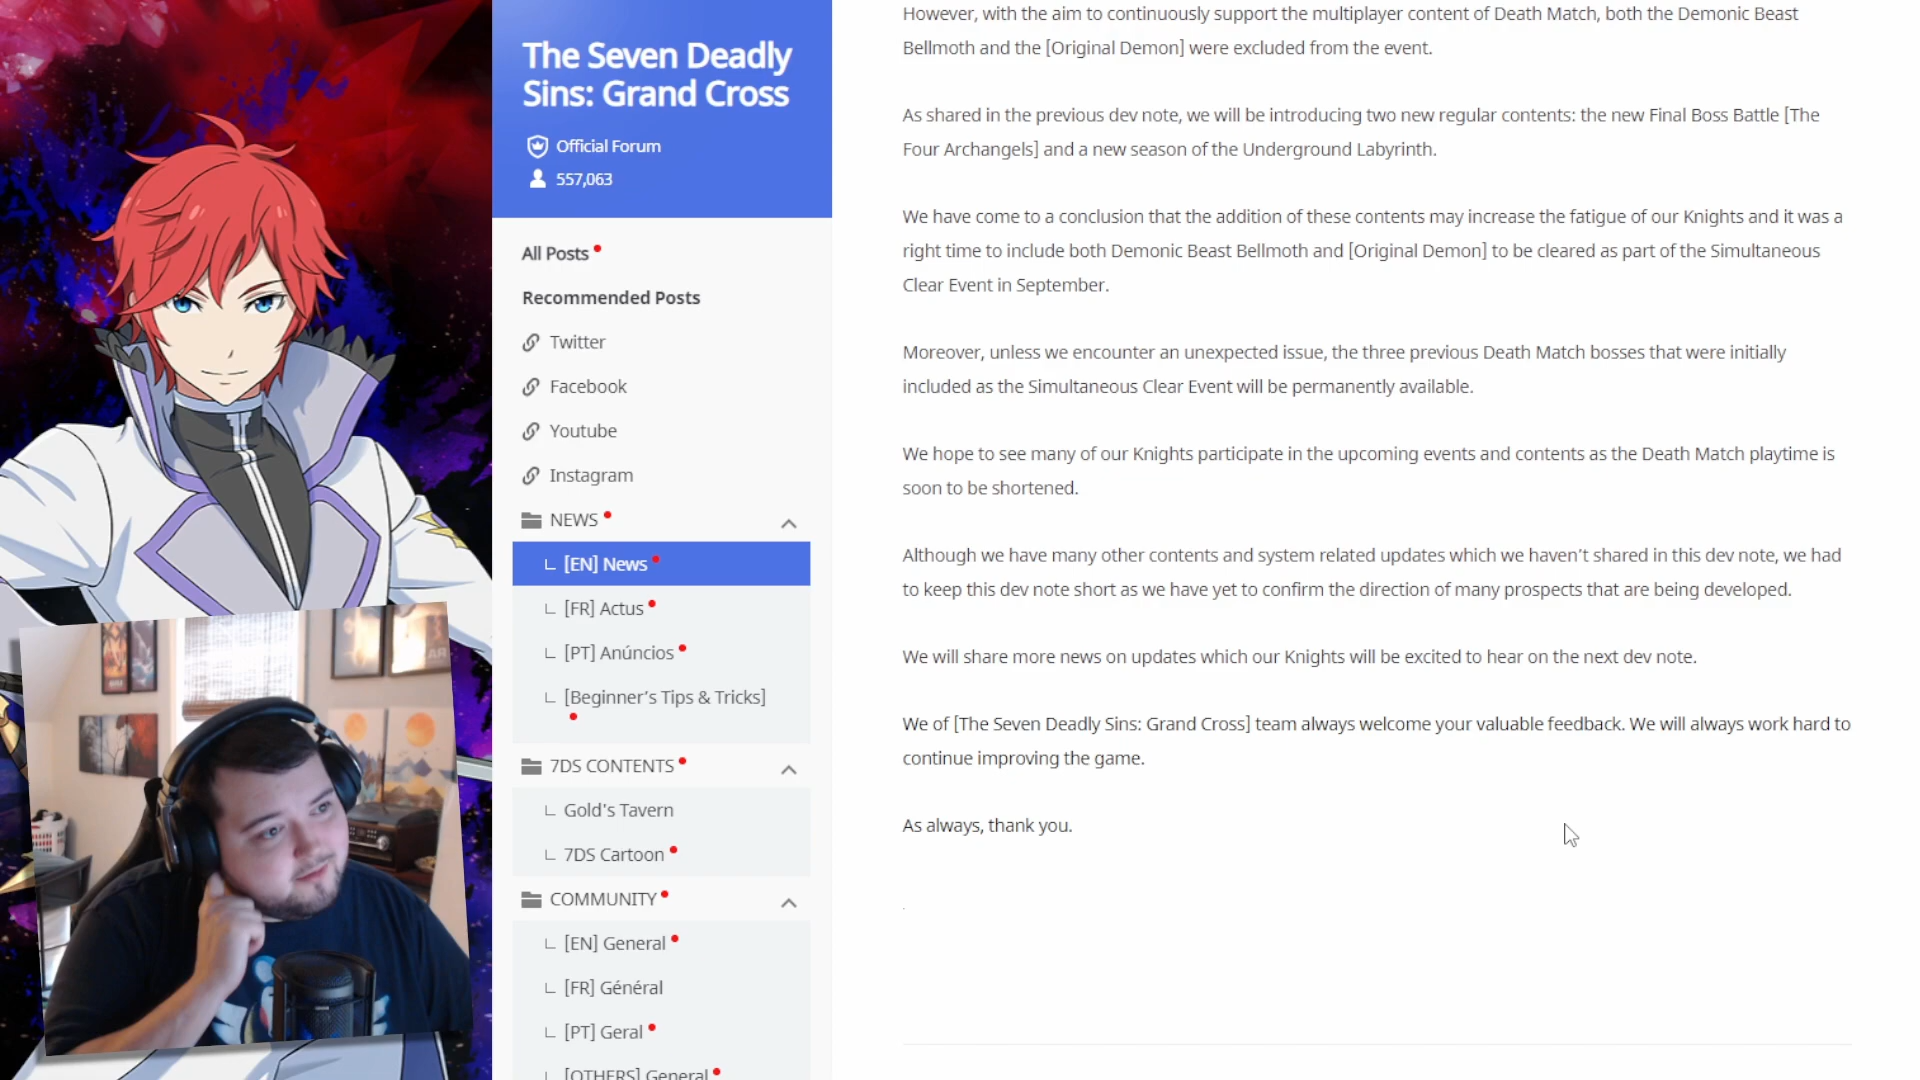 The Seven Deadly
Sins: Grand Cross
Official Forum
557,063
All Posts
Recommended Posts
Twitter
Facebook
Youtube
Instagram
NEWS
[EN] News
[FR] Actus
[PT] Anúncios
[Beginner's Tips & Tricks]
7DS CONTENTS
Gold's Tavern
7DS Cartoon
COMMUNITY
[EN] General
[FR] Général
[PT] Geral
[OTHERS] General
However, with the aim to continuously support the multiplayer content of Death Match, both the Demonic Beast
Bellmoth and the [Original Demon] were excluded from the event.
As shared in the previous dev note, we will be introducing two new regular contents: the new Final Boss Battle [The
Four Archangels] and a new season of the Underground Labyrinth.
We have come to a conclusion that the addition of these contents may increase the fatigue of our Knights and it was a
right time to include both Demonic Beast Bellmoth and [Original Demon] to be cleared as part of the Simultaneous
Clear Event in September.
Moreover, unless we encounter an unexpected issue, the three previous Death Match bosses that were initially
included as the Simultaneous Clear Event will be permanently available.
We hope to see many of our Knights participate in the upcoming events and contents as the Death Match playtime is
soon to be shortened.
Although we have many other contents and system related updates which we haven't shared in this dev note, we had
to keep this dev note short as we have yet to confirm the direction of many prospects that are being developed.
We will share more news on updates which our Knights will be excited to hear on the next dev note.
We of [The Seven Deadly Sins: Grand Cross] team always welcome your valuable feedback. We will always work hard to
continue improving the game.
As always, thank you.
.